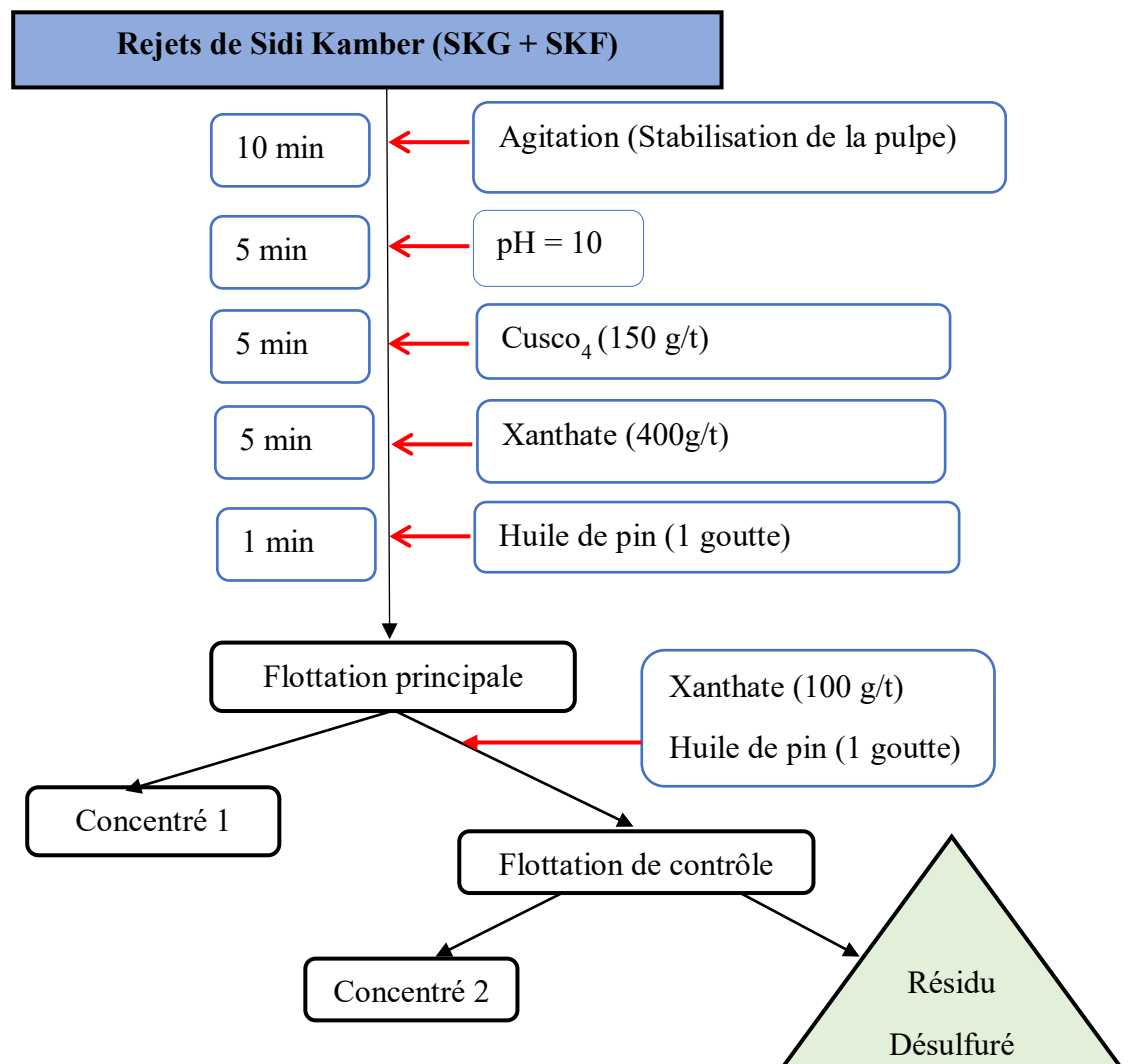 Rejets de Sidi Kamber (SKG + SKF)
10 min
Agitation (Stabilisation de la pulpe)
5 min
pH = 10
5 min
Cusco₄ (150 g/t)
5 min
Xanthate (400g/t)
1 min
Huile de pin (1 goutte)
Flottation principale
Xanthate (100 g/t)
Huile de pin (1 goutte)
Concentré 1
Flottation de contrôle
Concentré 2
Résidu
Désulfuré